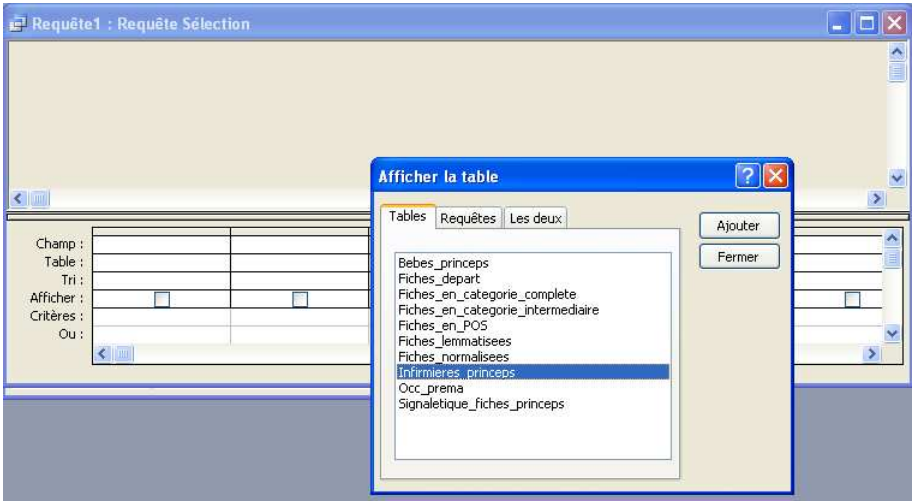 Requête1 : Requête Sélection
Afficher la table
Tables Requêtes Les deux
Ajouter
Fermer
Champ :
Table :
Tri :
Afficher :
Critères :
Ou :
Bebes_princeps
Fiches_depart
Fiches_en_categorie_complete
Fiches_en_categorie_intermediaire
Fiches_en_POS
Fiches_lemmatisees
Fiches_normalisees
Infirmieres_princeps
Occ_prema
Signaletique_fiches_princeps